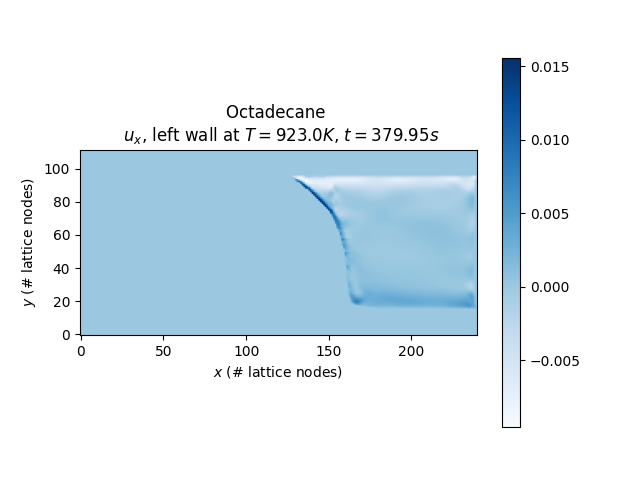 Octadecane
u_x, left wall at T = 923.0K, t = 379.95s
y (# lattice nodes)
100
80
60
40
20
0
0 50 100 150 200
x (# lattice nodes)
0.015
0.010
0.005
0.000
−0.005